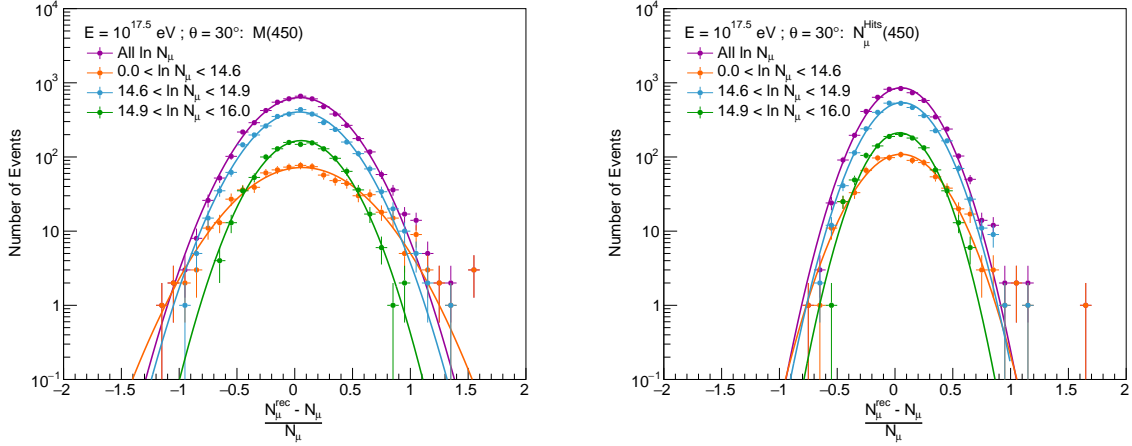 E = 10^17.5 eV ; θ = 30°: M(450)
All ln N_μ
0.0 < ln N_μ < 14.6
14.6 < ln N_μ < 14.9
14.9 < ln N_μ < 16.0
Number of Events
10^4
10^3
10^2
10
1
10^−1
−2 −1.5 −1 −0.5 0 0.5 1 1.5 2
N_μ^rec - N_μ
N_μ
E = 10^17.5 eV ; θ = 30°: N_μ^Hits(450)
All ln N_μ
0.0 < ln N_μ < 14.6
14.6 < ln N_μ < 14.9
14.9 < ln N_μ < 16.0
Number of Events
10^4
10^3
10^2
10
1
10^−1
−2 −1.5 −1 −0.5 0 0.5 1 1.5 2
N_μ^rec - N_μ
N_μ